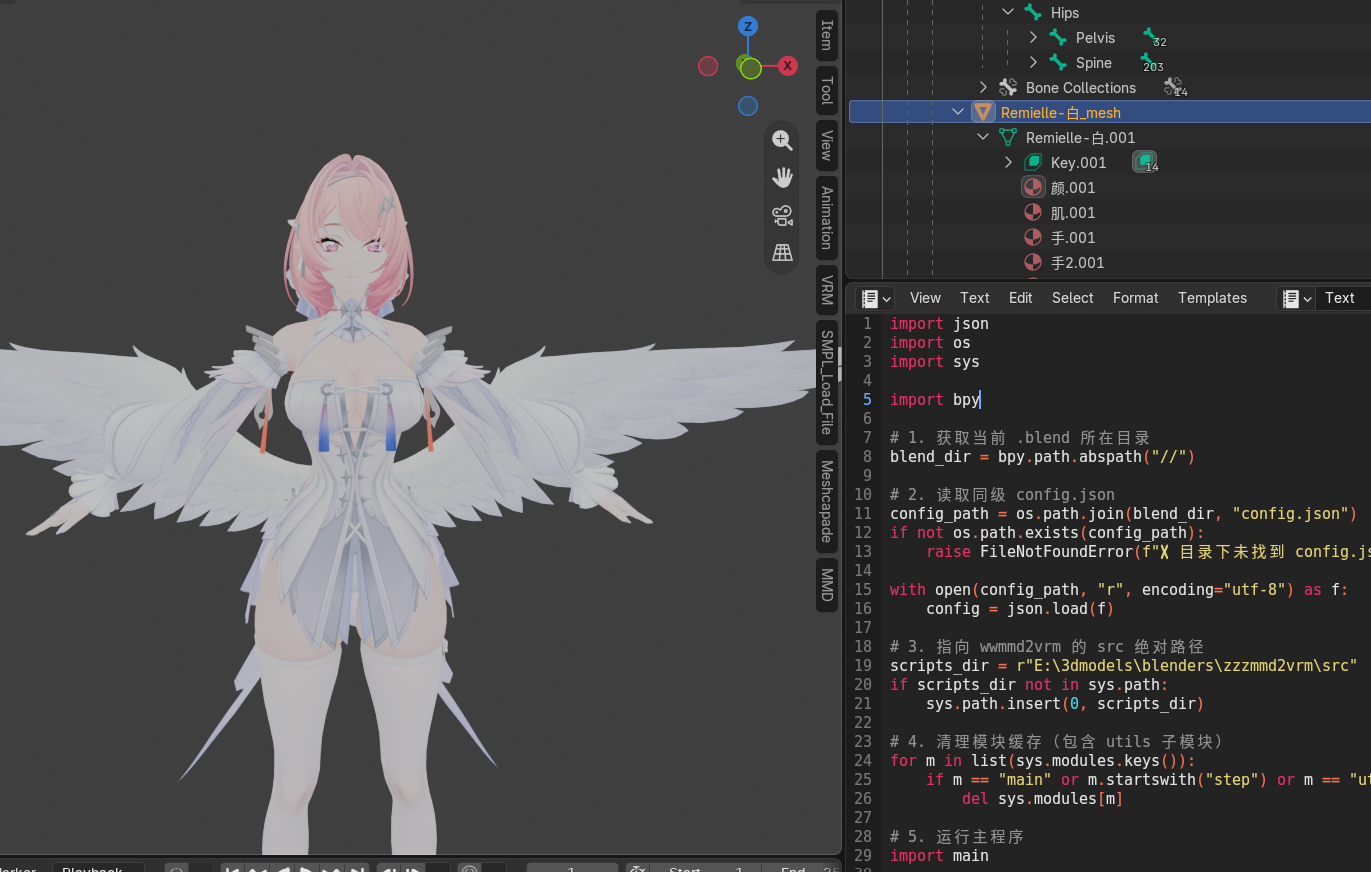 Z
X
Item
Tool
View
Animation
VRM
SMPL_Load_File
Meshcapade
MMD
Hips
Pelvis
32
Spine
203
Bone Collections
14
Remielle-白_mesh
Remielle-白.001
Key.001
14
颜.001
肌.001
手.001
手2.001
View Text Edit Select Format Templates Text
1 import json
2 import os
3 import sys
4
5 import bpy
6
7 # 1. 获取当前 .blend 所在目录
8 blend_dir = bpy.path.abspath("//")
9
10 # 2. 读取同级 config.json
11 config_path = os.path.join(blend_dir, "config.json")
12 if not os.path.exists(config_path):
13 raise FileNotFoundError(f"❌ 目录下未找到 config.js
14
15 with open(config_path, "r", encoding="utf-8") as f:
16 config = json.load(f)
17
18 # 3. 指向 wwmmd2vrm 的 src 绝对路径
19 scripts_dir = r"E:\3dmodels\blenders\zzzmmd2vrm\src"
20 if scripts_dir not in sys.path:
21 sys.path.insert(0, scripts_dir)
22
23 # 4. 清理模块缓存（包含 utils 子模块）
24 for m in list(sys.modules.keys()):
25 if m == "main" or m.startswith("step") or m == "ut
26 del sys.modules[m]
27
28 # 5. 运行主程序
29 import main
Playback
1
Start 1
End